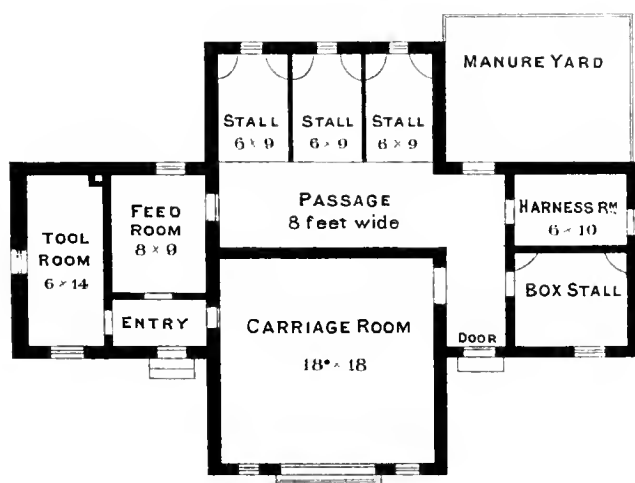 MANURE YARD
STALL
6 × 9
STALL
6 × 9
STALL
6 × 9
PASSAGE
8 feet wide
FEED
ROOM
8 × 9
TOOL
ROOM
6 × 14
HARNESS RM
6 × 10
BOX STALL
ENTRY
CARRIAGE ROOM
18 × 18
DOOR